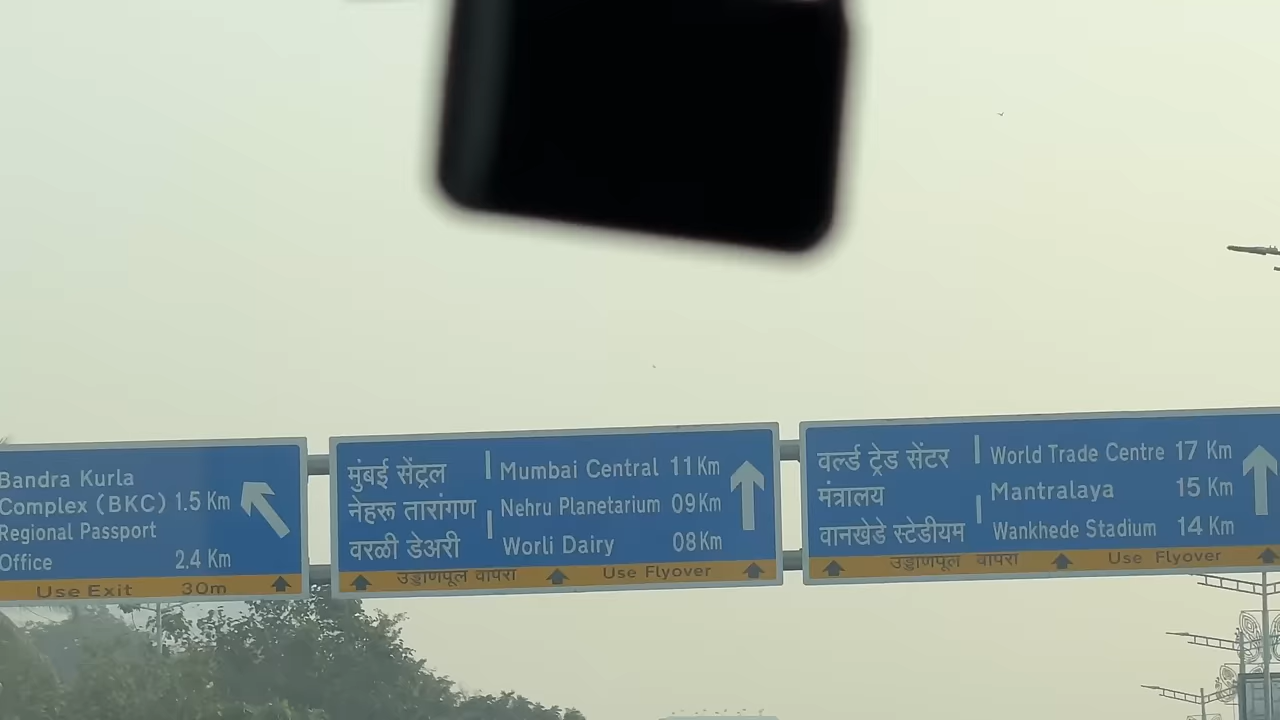 Bandra Kurla
Complex (BKC) 1.5 Km
Regional Passport
Office 2.4 Km
Use Exit 30m
मुंबई सेंट्रल Mumbai Central 11 Km
नेहरू तारांगण Nehru Planetarium 09 Km
वरळी डेअरी Worli Dairy 08 Km
उड्डाणपूल वापरा Use Flyover
वर्ल्ड ट्रेड सेंटर World Trade Centre 17 Km
मंत्रालय Mantralaya 15 Km
वानखेडे स्टेडीयम Wankhede Stadium 14 Km
उड्डाणपूल वापरा Use Flyover